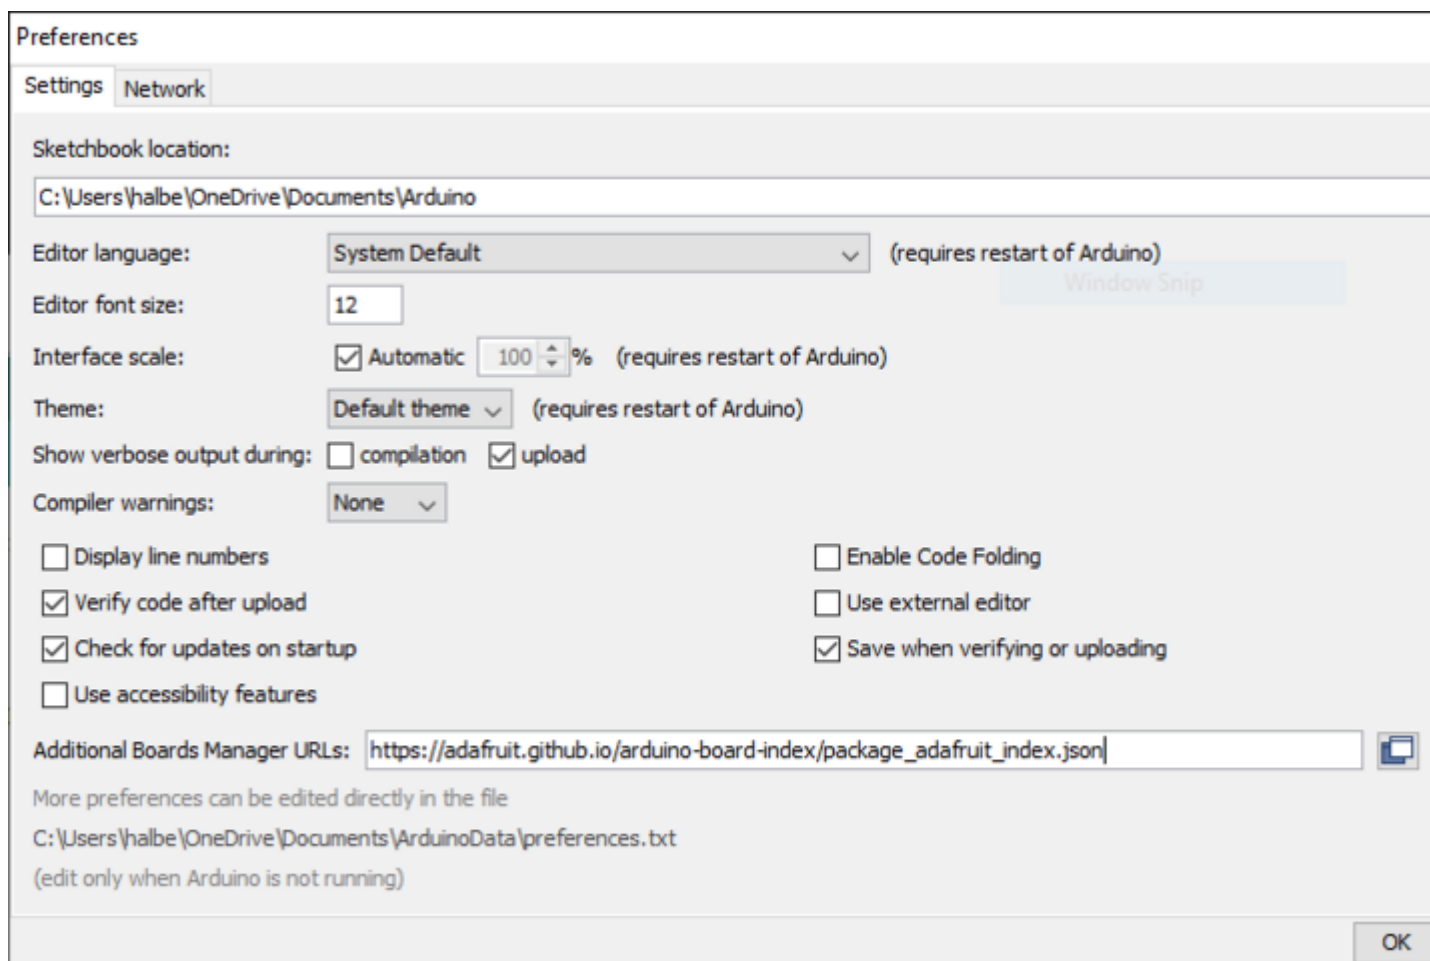 Preferences
Settings Network
Sketchbook location:
C:\Users\halbe\OneDrive\Documents\Arduino
Editor language: System Default (requires restart of Arduino)
Window Snip
Editor font size: 12
Interface scale: Automatic 100 % (requires restart of Arduino)
Theme: Default theme (requires restart of Arduino)
Show verbose output during: compilation upload
Compiler warnings: None
Display line numbers Enable Code Folding
Verify code after upload Use external editor
Check for updates on startup Save when verifying or uploading
Use accessibility features
Additional Boards Manager URLs: https://adafruit.github.io/arduino-board-index/package_adafruit_index.json
More preferences can be edited directly in the file
C:\Users\halbe\OneDrive\Documents\ArduinoData\preferences.txt
(edit only when Arduino is not running)
OK